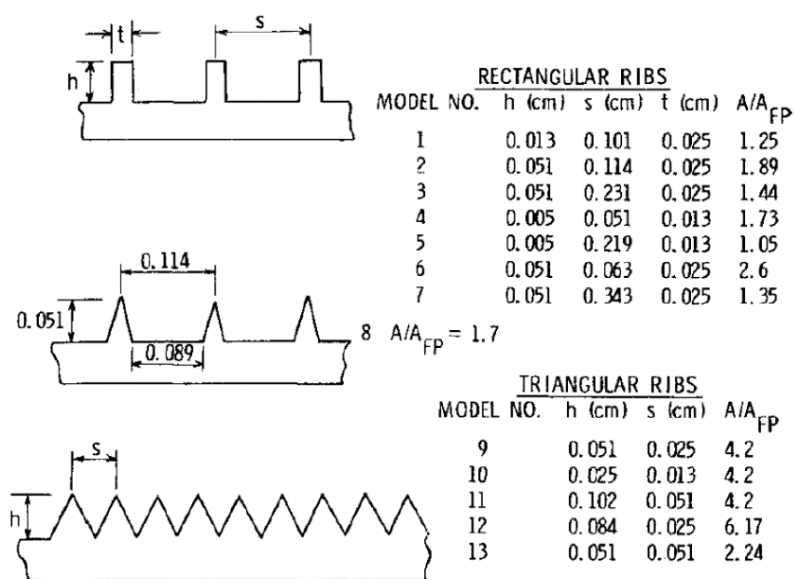 t
s
h
RECTANGULAR RIBS
MODEL NO. h (cm) s (cm) t (cm) A/A_FP
1 0.013 0.101 0.025 1.25
2 0.051 0.114 0.025 1.89
3 0.051 0.231 0.025 1.44
4 0.005 0.051 0.013 1.73
5 0.005 0.219 0.013 1.05
6 0.051 0.063 0.025 2.6
7 0.051 0.343 0.025 1.35
0.114
0.051
0.089
8 A/A_FP = 1.7
TRIANGULAR RIBS
MODEL NO. h (cm) s (cm) A/A_FP
9 0.051 0.025 4.2
10 0.025 0.013 4.2
11 0.102 0.051 4.2
12 0.084 0.025 6.17
13 0.051 0.051 2.24
s
h